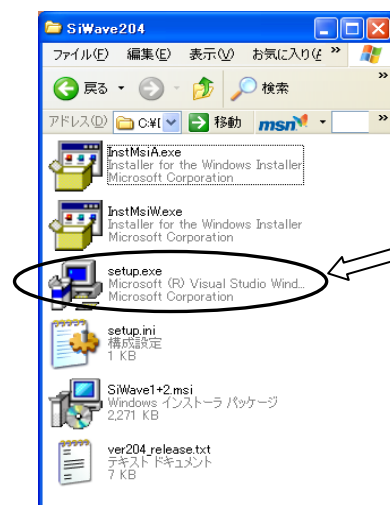 SiWave204
ファイル(F) 編集(E) 表示(V) お気に入り(
戻る 検索
アドレス(D) C:¥ 移動 msn
InstMsiA.exe
Installer for the Windows Installer
Microsoft Corporation
InstMsiW.exe
Installer for the Windows Installer
Microsoft Corporation
setup.exe
Microsoft (R) Visual Studio Wind...
Microsoft Corporation
setup.ini
構成設定
1 KB
SiWave1+2.msi
Windows インストーラ パッケージ
2,271 KB
ver204_release.txt
テキスト ドキュメント
7 KB